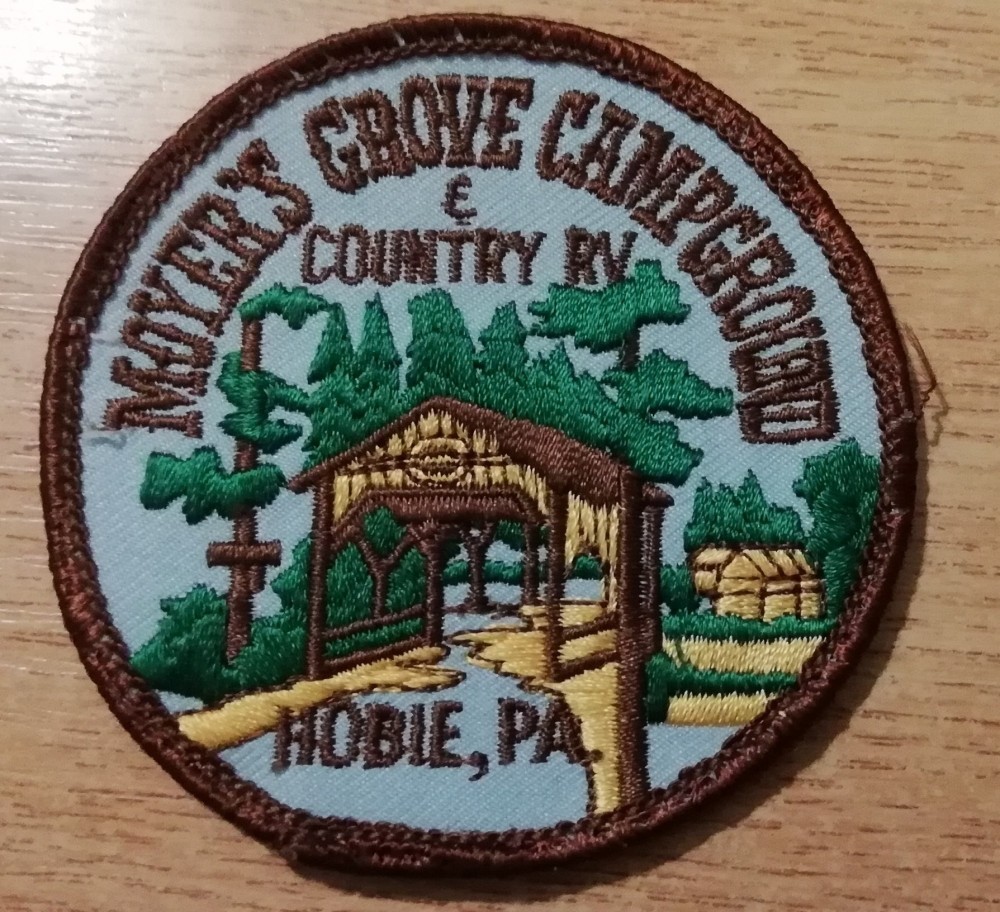 MOYER'S GROVE CAMPGROUND
&
COUNTRY RV
HOBIE, PA.